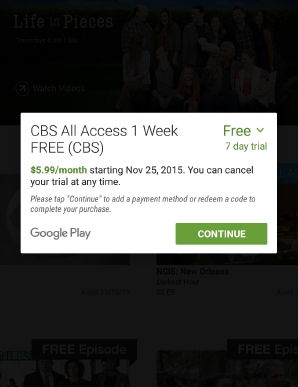 Life in Pieces
Watch Videos
CBS All Access 1 Week
FREE (CBS)
Free
7 day trial
$5.99/month starting Nov 25, 2015. You can cancel
your trial at any time.
Please tap "Continue" to add a payment method or redeem a code to
complete your purchase.
Google Play
CONTINUE
NCIS: New Orleans
FREE Episode
FREE Epis